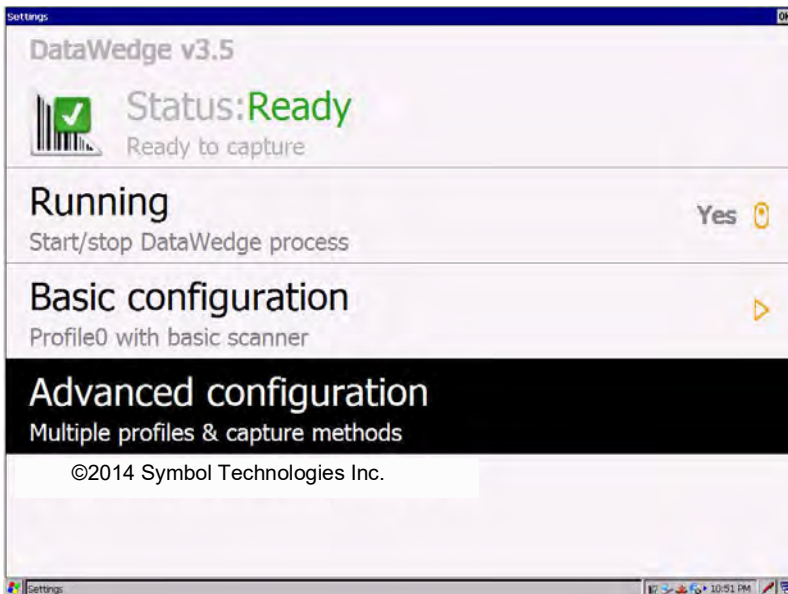 Settings
OK
DataWedge v3.5
Status:Ready
Ready to capture
Running
Yes
Start/stop DataWedge process
Basic configuration
Profile0 with basic scanner
Advanced configuration
Multiple profiles & capture methods
©2014 Symbol Technologies Inc.
Settings
10:51 PM